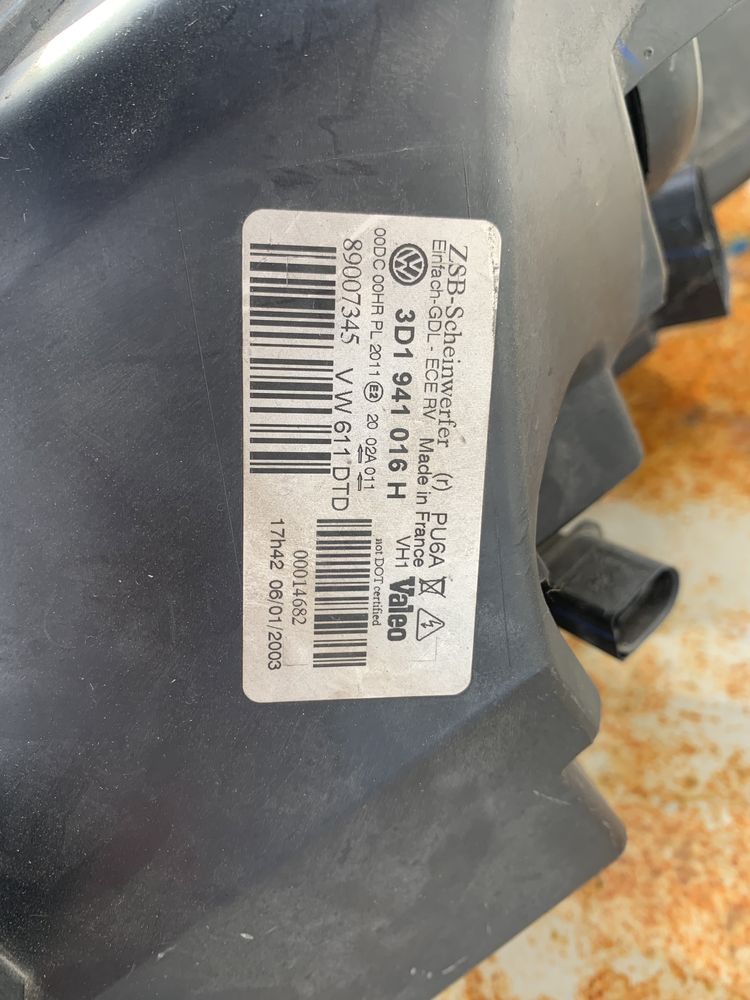 ZSB-Scheinwerfer (r) PU6A
Einfach-GDL - ECE RV Made in France
3D1 941 016 H VH1 Valeo
00DC 00HR PL 2011 E2 20 02A 011
not DOT certified
89007345 VW 611 DTD
00014682
17h42 06/01/2003